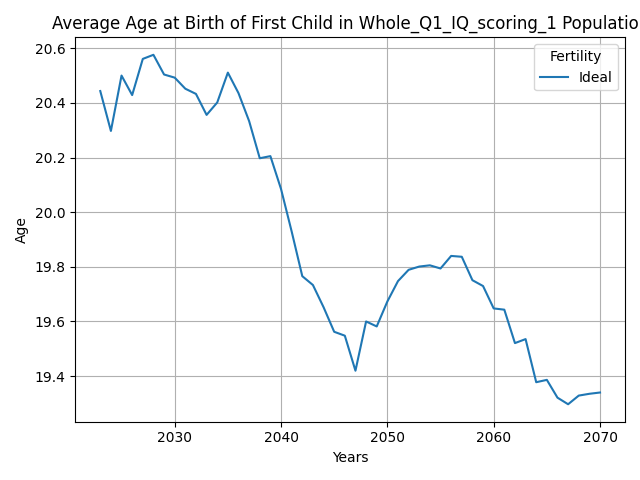 Average Age at Birth of First Child in Whole_Q1_IQ_scoring_1 Populatio
Fertility
Ideal
20.6
20.4
20.2
20.0
19.8
19.6
19.4
Age
2030 2040 2050 2060 2070
Years